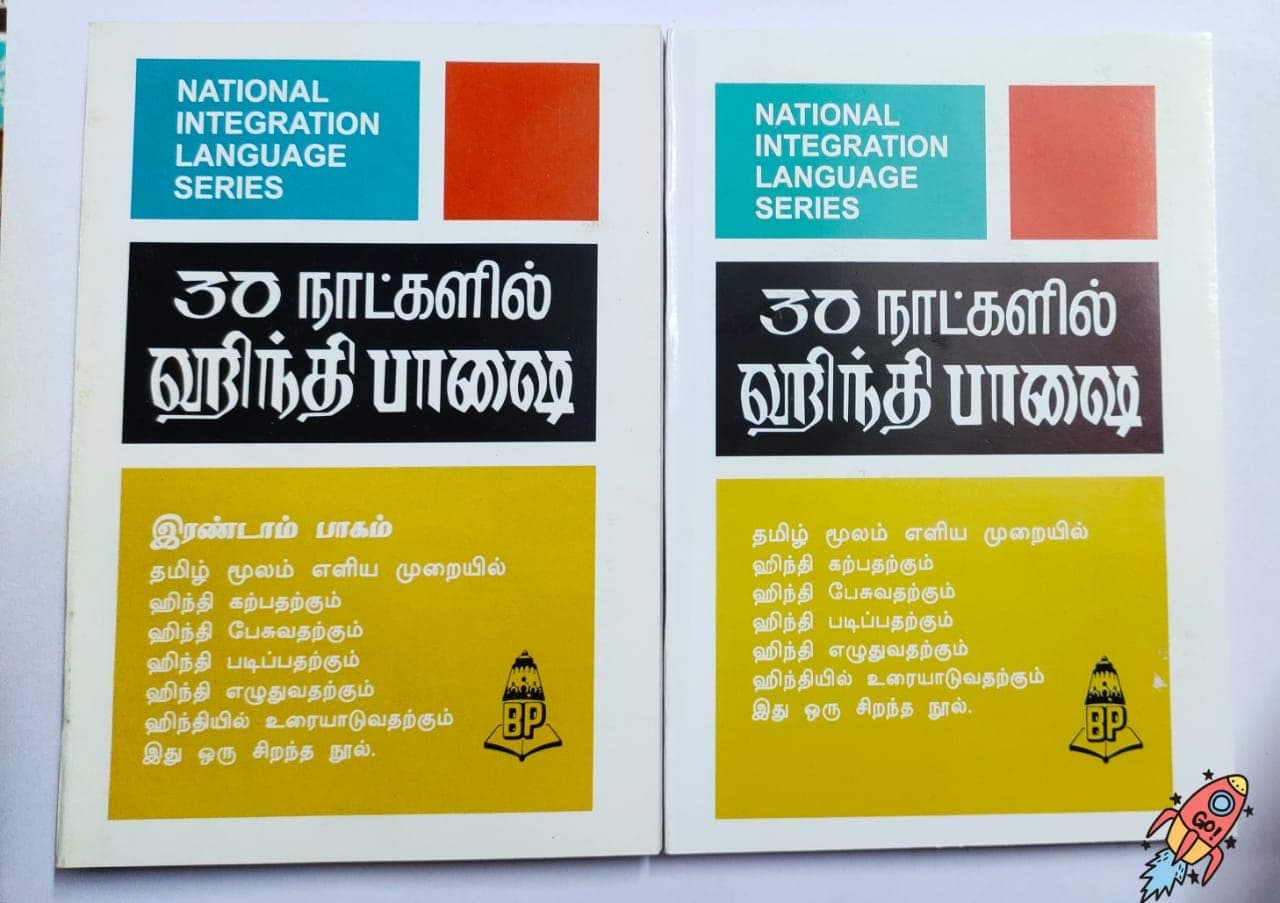 NATIONAL
INTEGRATION
LANGUAGE
SERIES
30 நாட்களில்
ஹிந்தி பாஷை
இரண்டாம் பாகம்
தமிழ் மூலம் எளிய முறையில்
ஹிந்தி கற்பதற்கும்
ஹிந்தி பேசுவதற்கும்
ஹிந்தி படிப்பதற்கும்
ஹிந்தி எழுதுவதற்கும்
ஹிந்தியில் உரையாடுவதற்கும்
இது ஒரு சிறந்த நூல்.
BP
NATIONAL
INTEGRATION
LANGUAGE
SERIES
30 நாட்களில்
ஹிந்தி பாஷை
தமிழ் மூலம் எளிய முறையில்
ஹிந்தி கற்பதற்கும்
ஹிந்தி பேசுவதற்கும்
ஹிந்தி படிப்பதற்கும்
ஹிந்தி எழுதுவதற்கும்
ஹிந்தியில் உரையாடுவதற்கும்
இது ஒரு சிறந்த நூல்.
BP
GO!